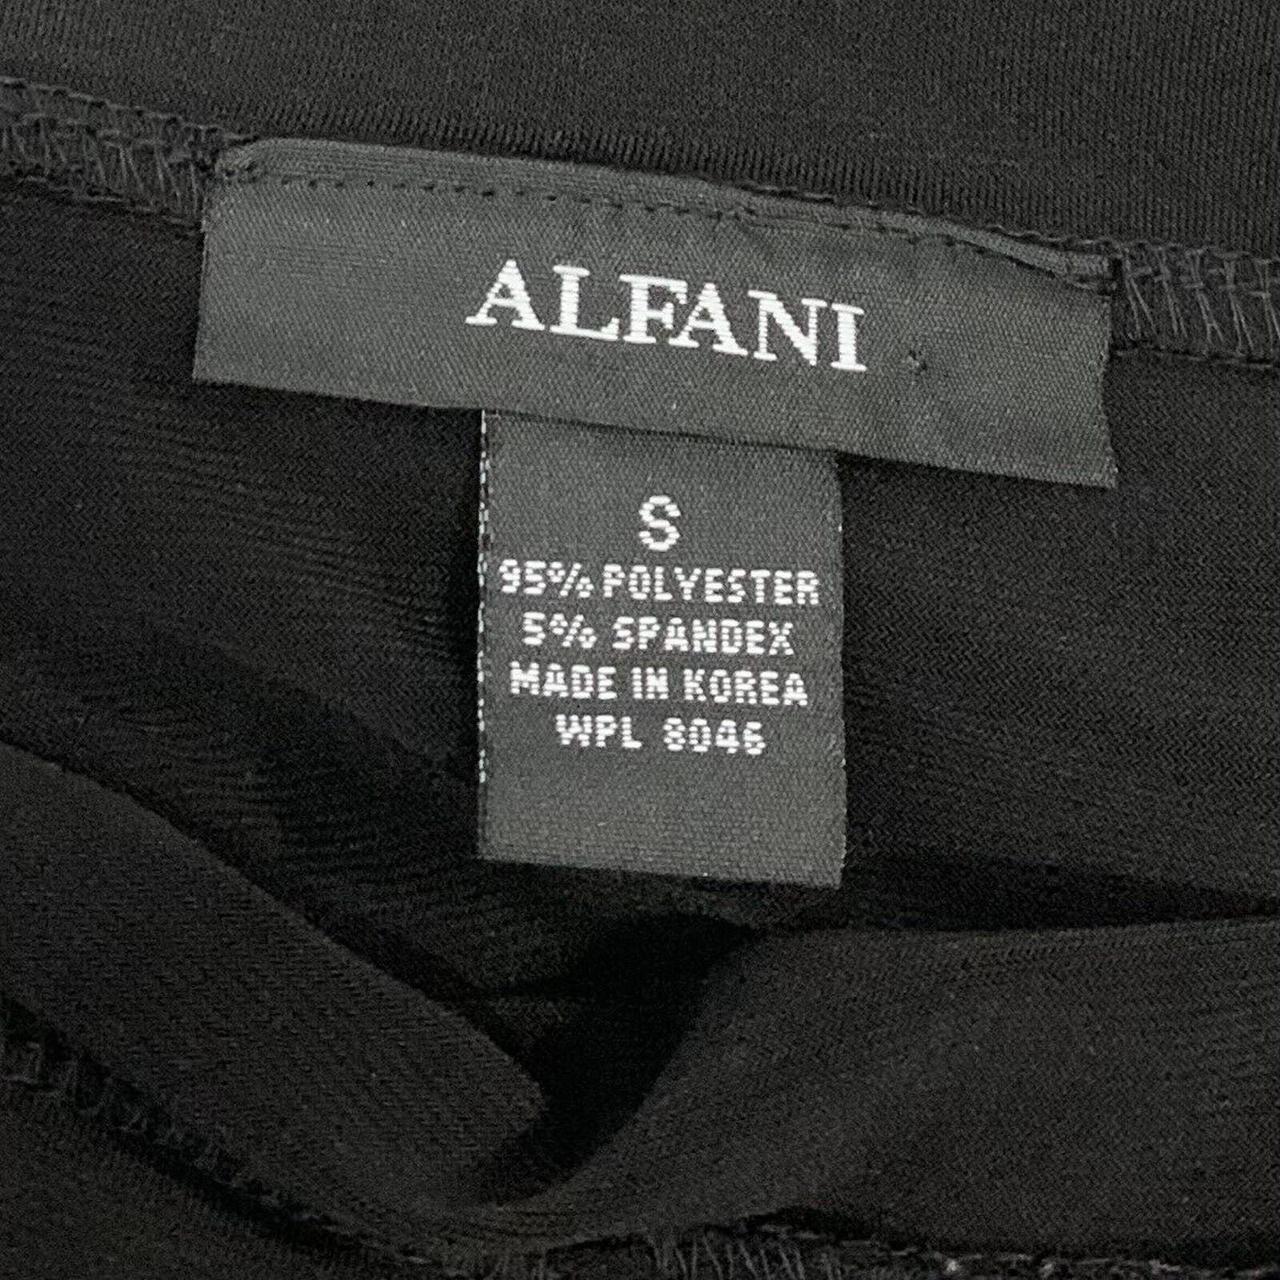 ALFANI
S
95% POLYESTER
5% SPANDEX
MADE IN KOREA
WPL 8046